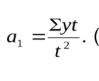 a₁ = Σyt / t². (